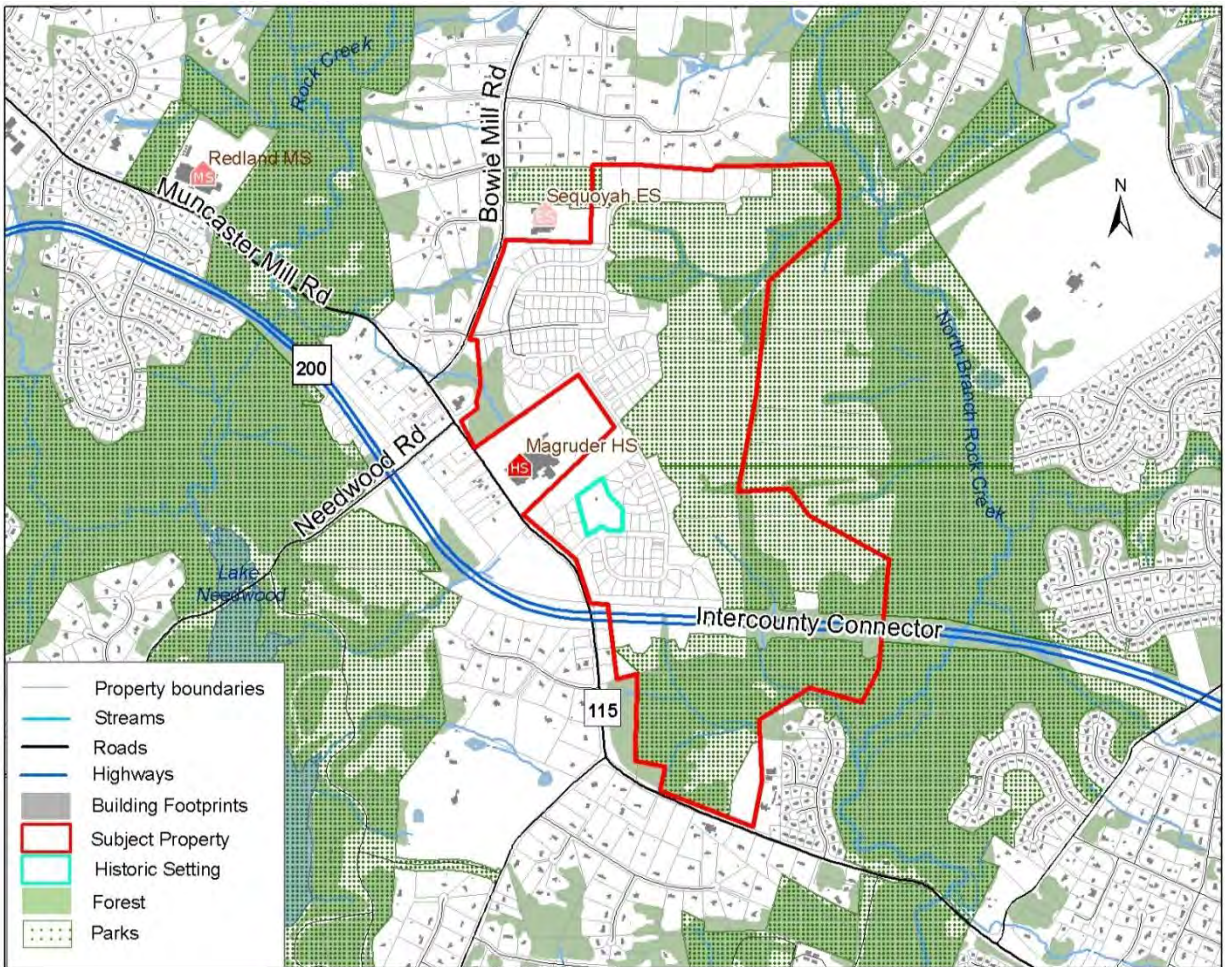 Rock Creek
Bowie Mill Rd
Redland MS
MS
Muncaster Mill Rd
Sequoyah ES
ES
N
200
North Branch Rock Creek
Needwood Rd
Magruder HS
HS
Lake
Needwood
Intercounty Connector
115
Property boundaries
Streams
Roads
Highways
Building Footprints
Subject Property
Historic Setting
Forest
Parks